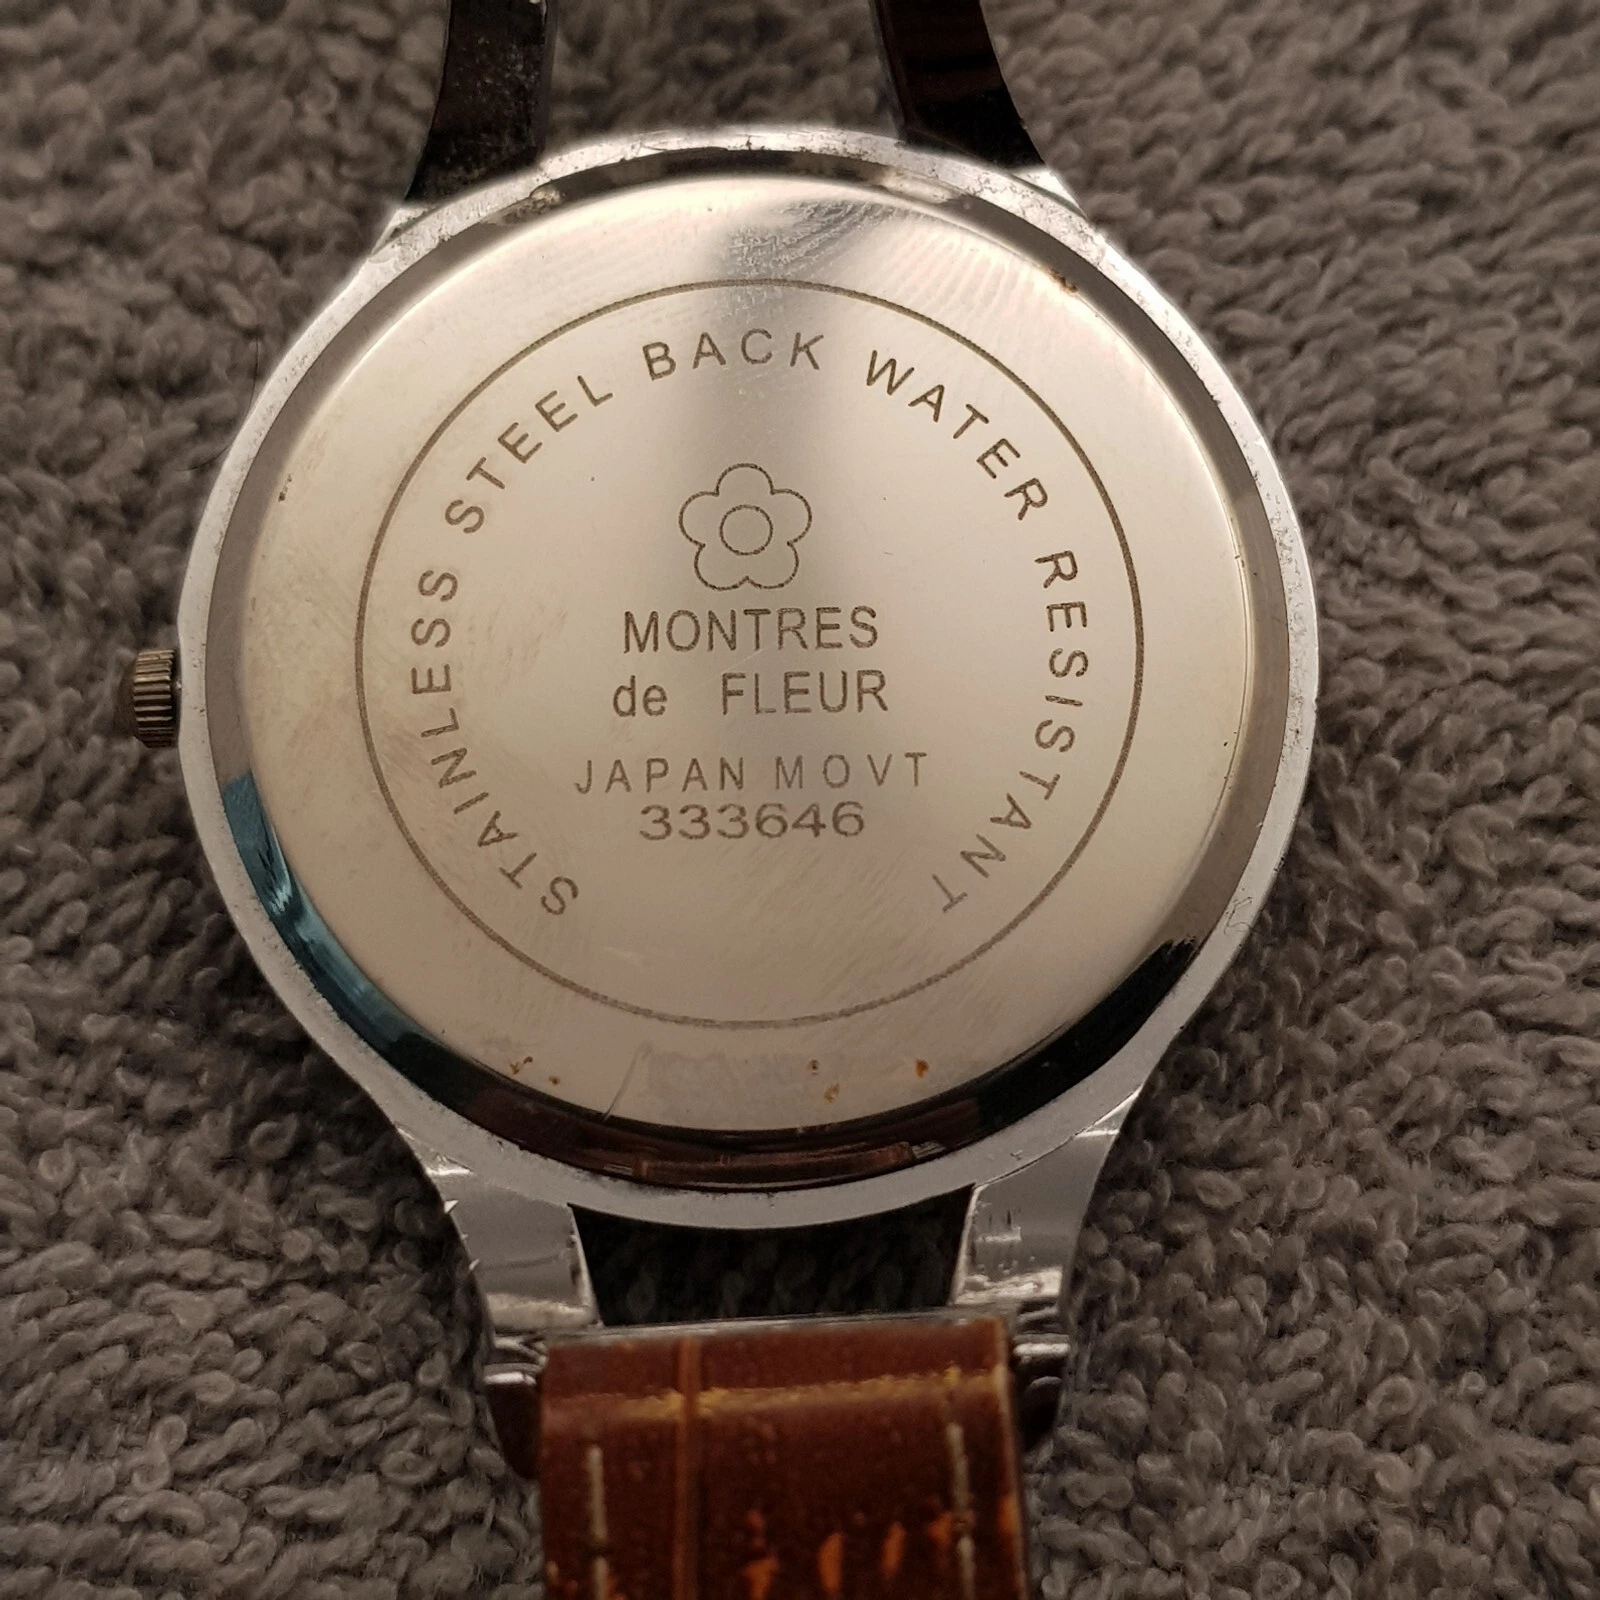 STAINLESS STEEL BACK WATER RESISTANT
MONTRES
de FLEUR
JAPAN MOVT
333646